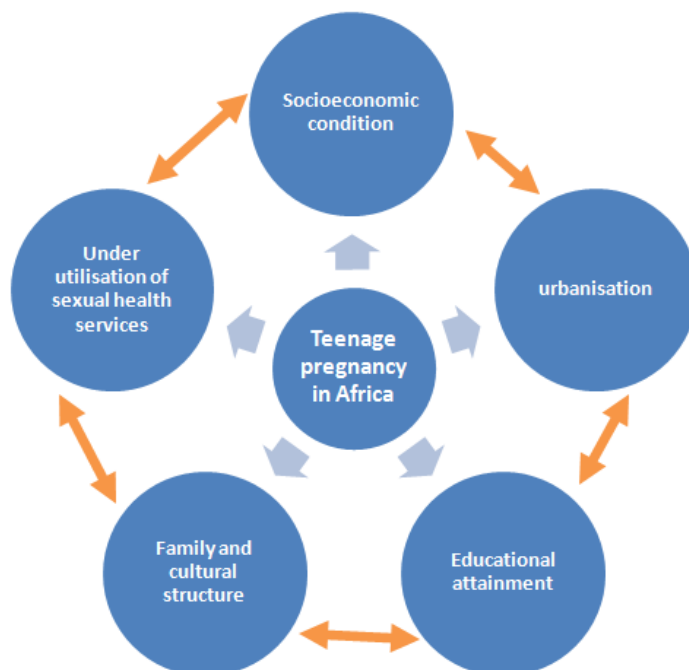 Socioeconomic
condition
Under
utilisation of
sexual health
services
urbanisation
Teenage
pregnancy
in Africa
Family and
cultural
structure
Educational
attainment